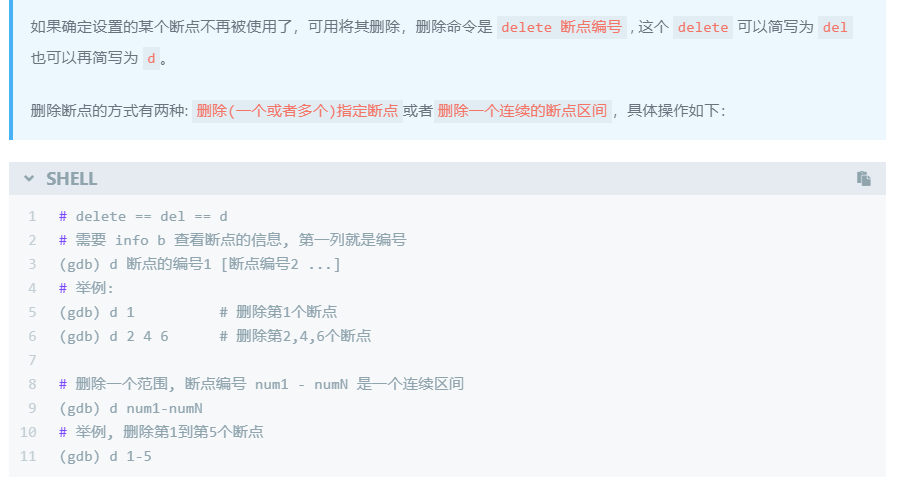 如果确定设置的某个断点不再被使用了，可用将其删除，删除命令是 delete 断点编号 , 这个 delete 可以简写为 del
也可以再简写为 d。
删除断点的方式有两种: 删除(一个或者多个)指定断点 或者 删除一个连续的断点区间 ，具体操作如下：
SHELL
1 # delete == del == d
2 # 需要 info b 查看断点的信息, 第一列就是编号
3 (gdb) d 断点的编号1 [断点编号2 ...]
4 # 举例:
5 (gdb) d 1 # 删除第1个断点
6 (gdb) d 2 4 6 # 删除第2,4,6个断点
7
8 # 删除一个范围, 断点编号 num1 - numN 是一个连续区间
9 (gdb) d num1-numN
10 # 举例, 删除第1到第5个断点
11 (gdb) d 1-5